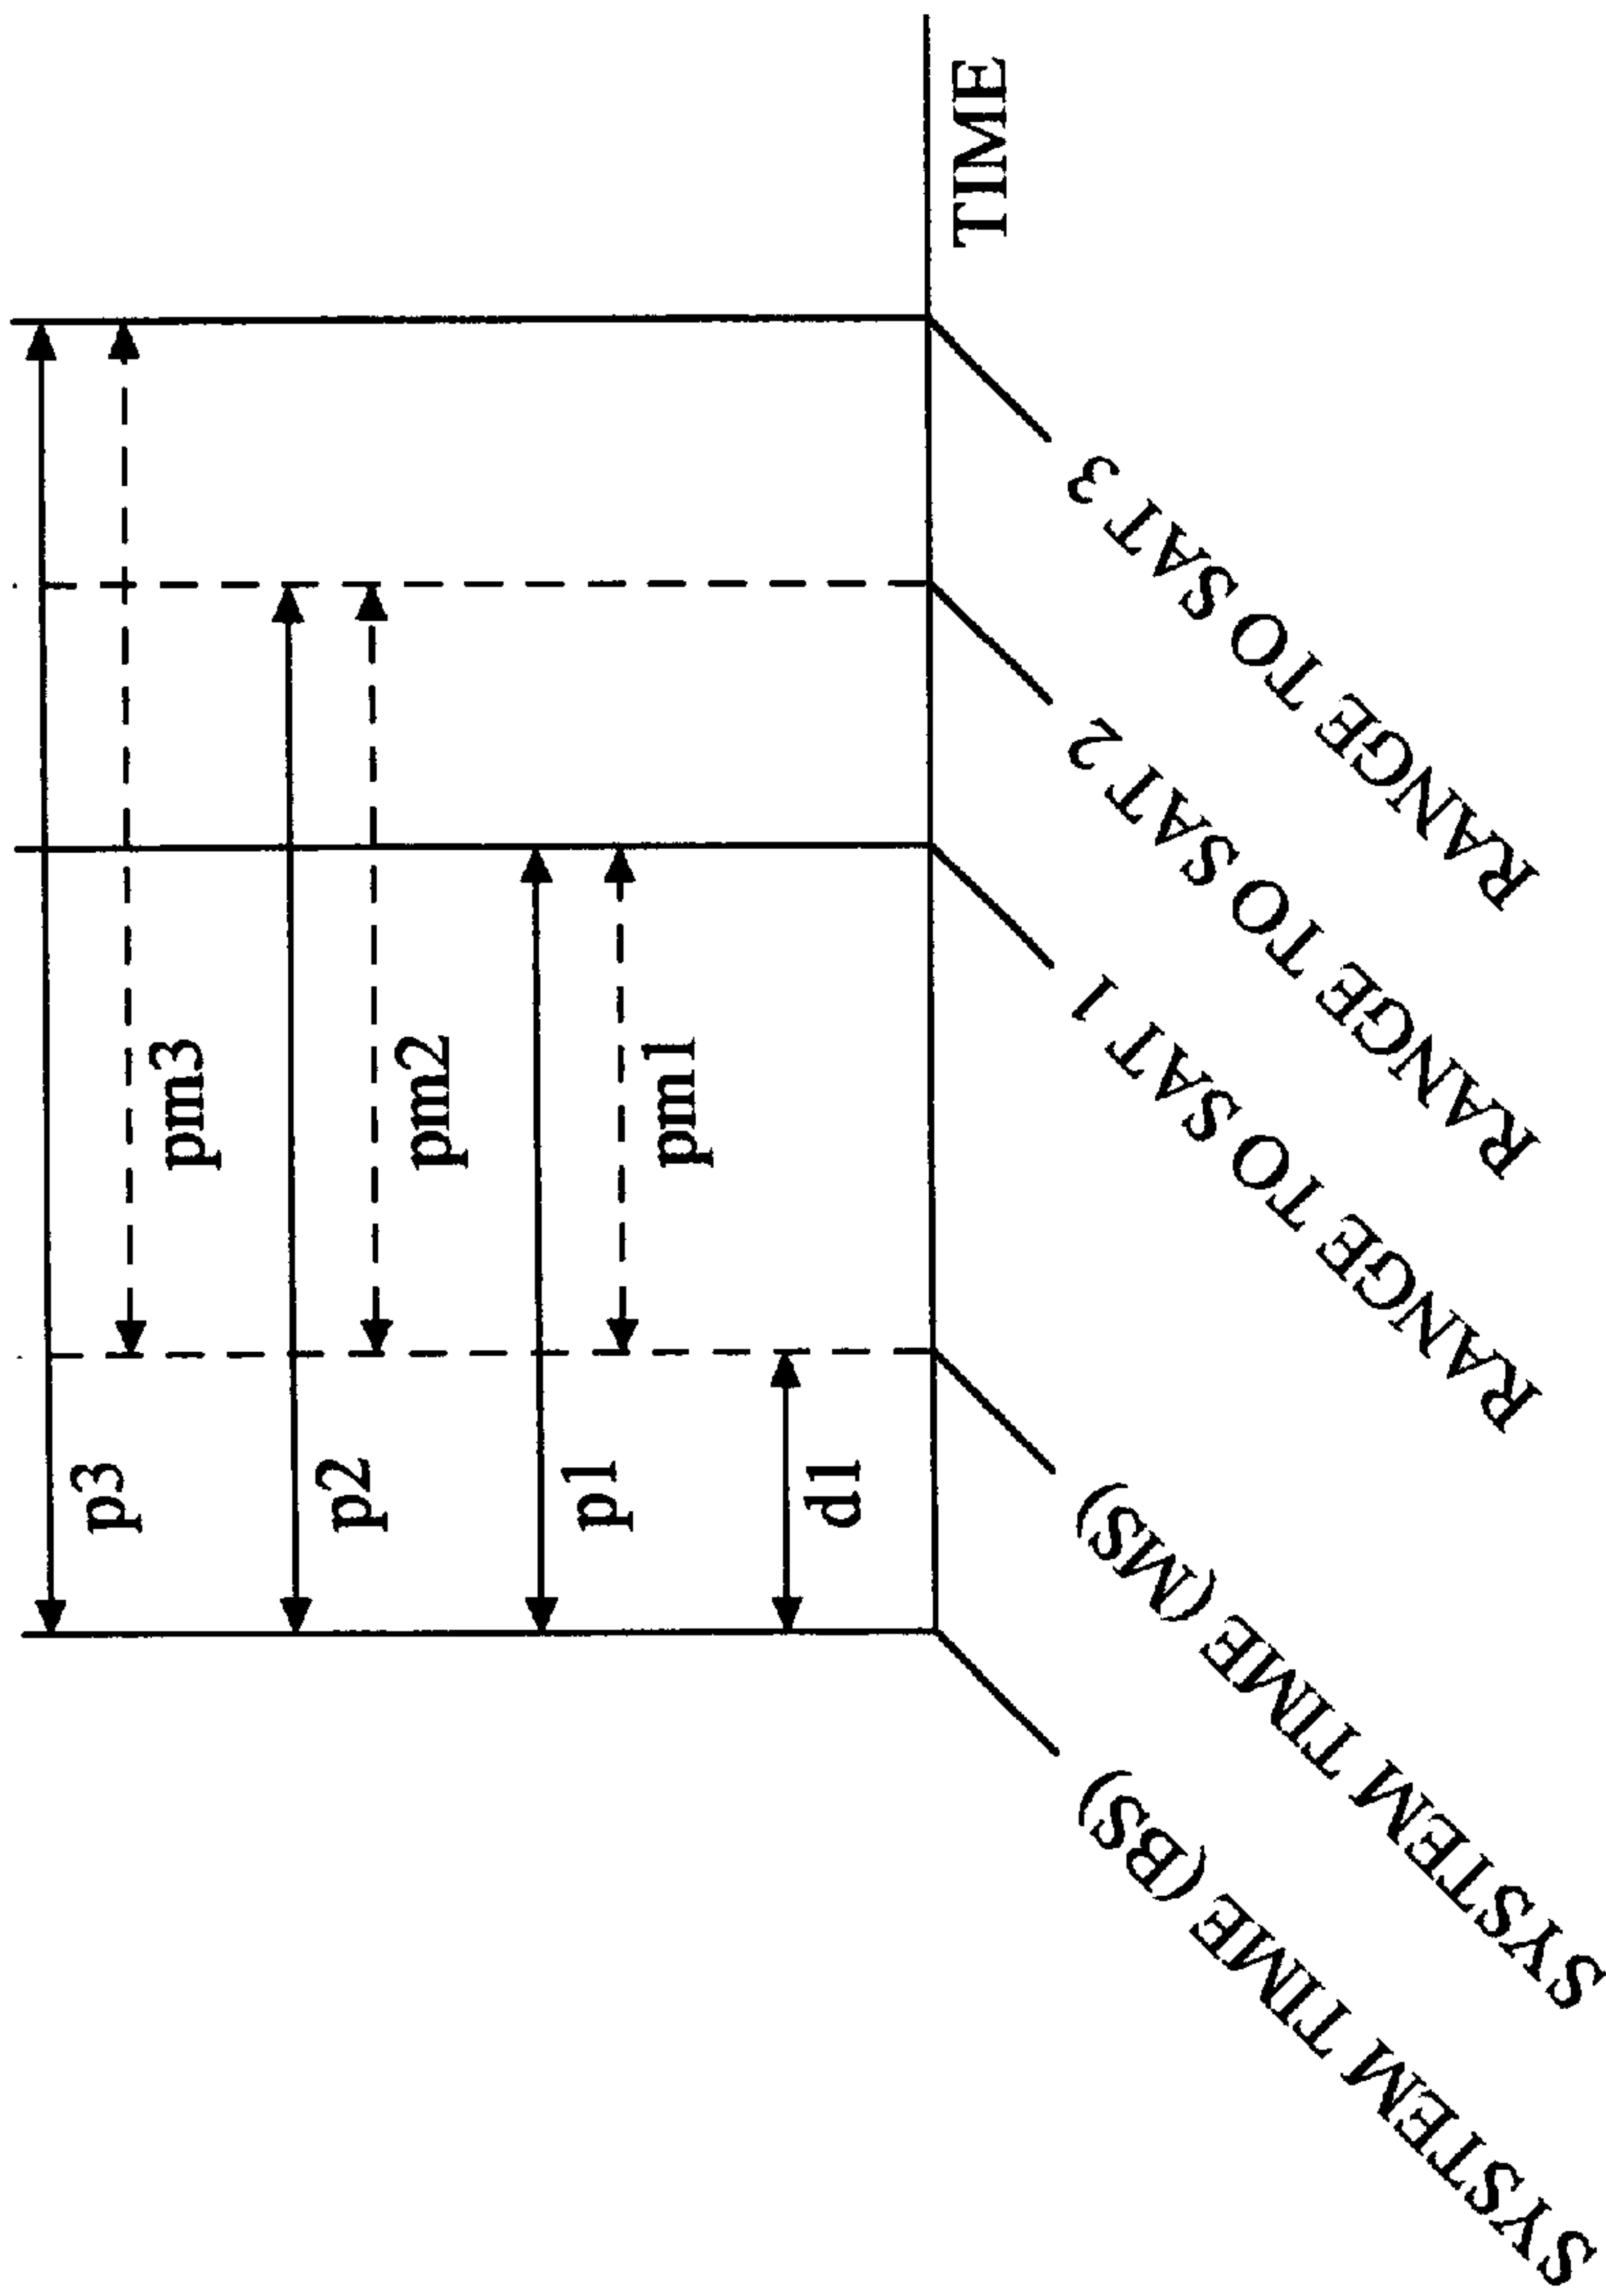 p3
pm3
p2
pm2
p1
pm1
d1
TIME
SYSTEM TIME (BS)
SYSTEM TIME (MS)
RANGE TO SAT 1
RANGE TO SAT 2
RANGE TO SAT 3